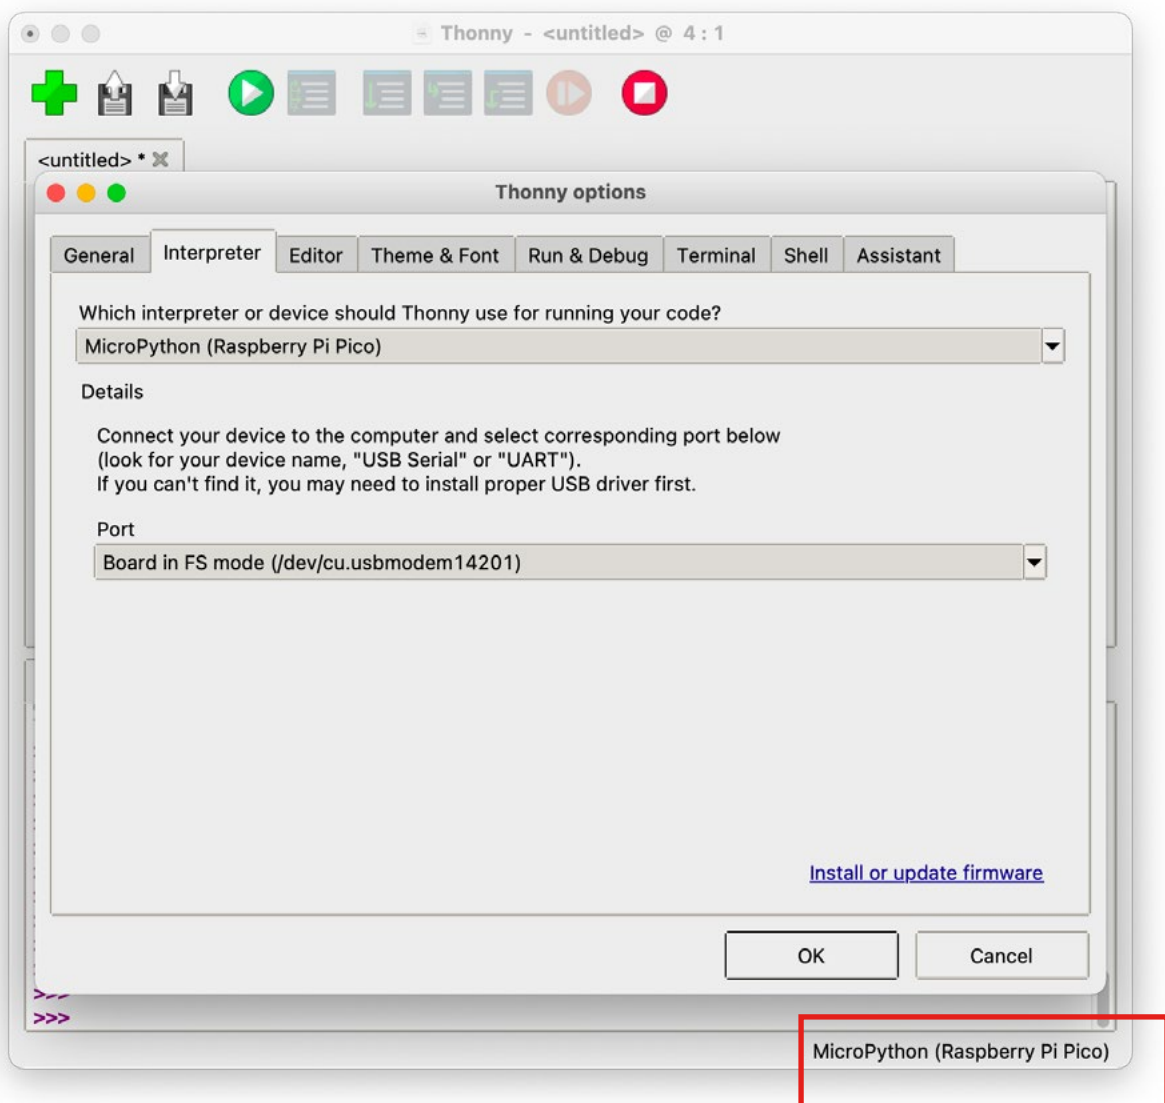 Thonny - <untitled> @ 4 : 1
<untitled> *
Thonny options
General Interpreter Editor Theme & Font Run & Debug Terminal Shell Assistant
Which interpreter or device should Thonny use for running your code?
MicroPython (Raspberry Pi Pico)
Details
Connect your device to the computer and select corresponding port below
(look for your device name, "USB Serial" or "UART").
If you can't find it, you may need to install proper USB driver first.
Port
Board in FS mode (/dev/cu.usbmodem14201)
Install or update firmware
OK Cancel
>>>
>>>
MicroPython (Raspberry Pi Pico)